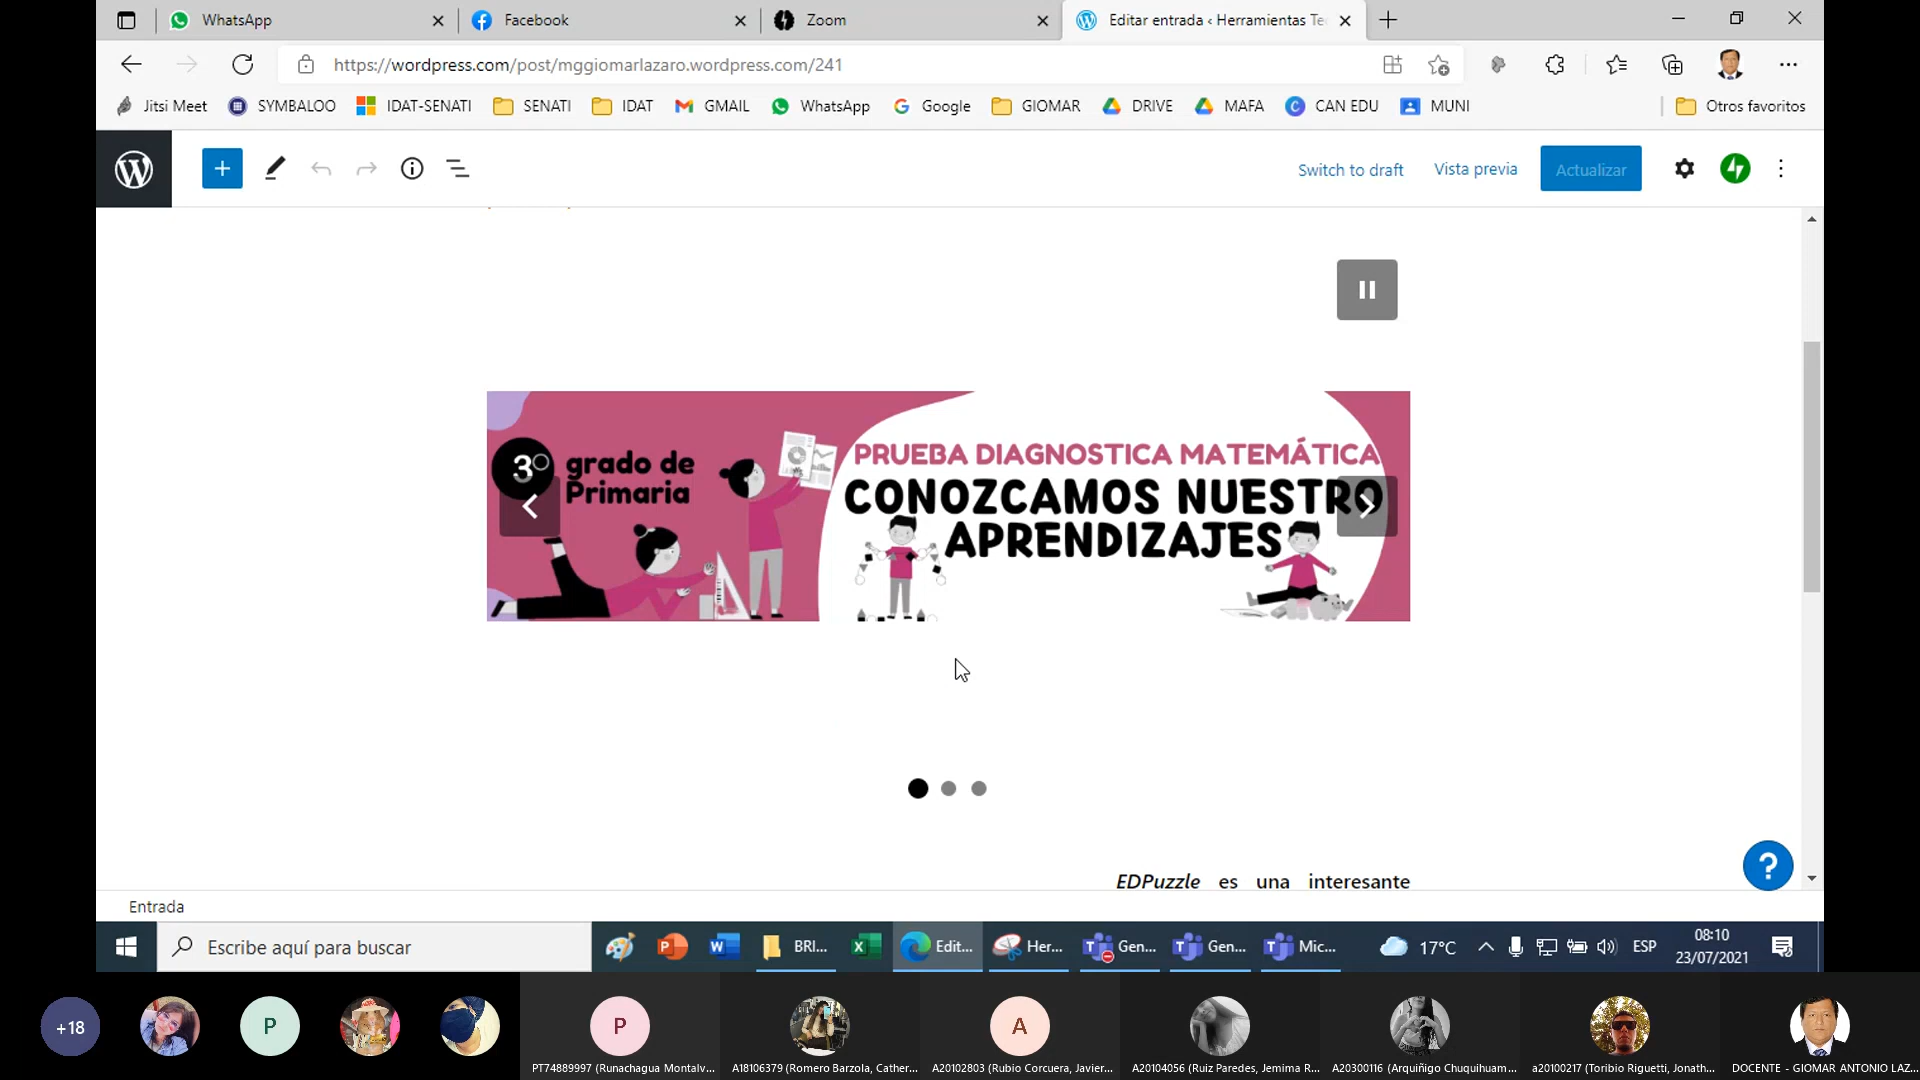 WhatsApp
Facebook
Zoom
Editar entrada ‹ Herramientas Te
https://wordpress.com/post/mggiomarlazaro.wordpress.com/241
Jitsi Meet SYMBALOO IDAT-SENATI SENATI IDAT GMAIL WhatsApp Google GIOMAR DRIVE MAFA CAN EDU MUNI Otros favoritos
Switch to draft Vista previa Actualizar
3° grado de
Primaria
PRUEBA DIAGNOSTICA MATEMÁTICA
CONOZCAMOS NUESTRO
APRENDIZAJES
EDPuzzle es una interesante
Entrada
Escribe aquí para buscar
BRI... Edit... Her... Gen... Gen... Mic... 17°C ESP
08:10
23/07/2021
+18 P P A
PT74889997 (Runachagua Montalv... A18106379 (Romero Barzola, Cather... A20102803 (Rubio Corcuera, Javier... A20104056 (Ruiz Paredes, Jemima R... A20300116 (Arquiñigo Chuquihuam... a20100217 (Toribio Riguetti, Jonath... DOCENTE - GIOMAR ANTONIO LAZ...